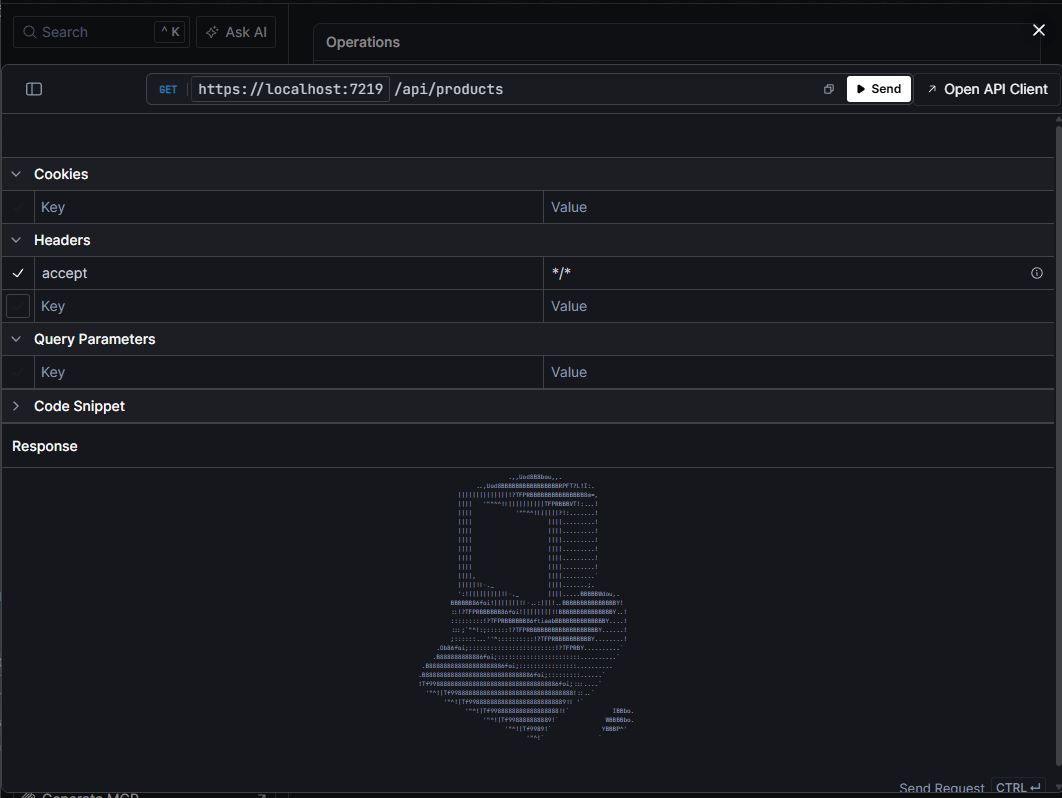 Search
^ K
Ask AI
Operations
GET https://localhost:7219 /api/products
Send
Open API Client
Cookies
Key Value
Headers
accept */*
Key Value
Query Parameters
Key Value
Code Snippet
Response
Send Request CTRL ↵